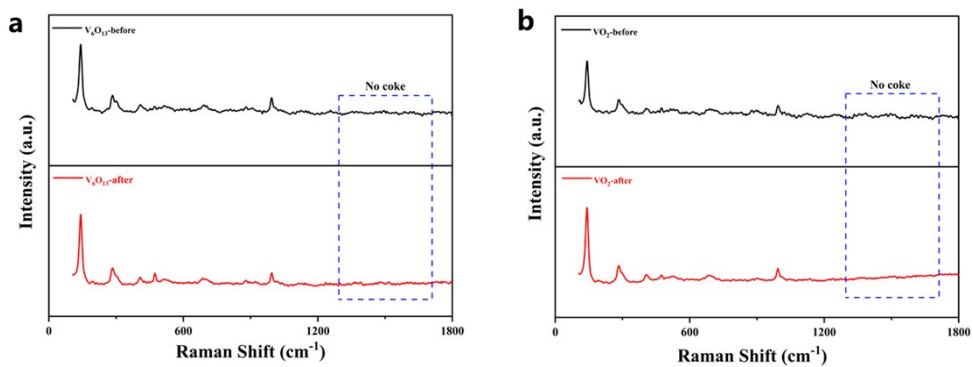 a
V₆O₁₃-before
No coke
V₆O₁₃-after
Intensity (a.u.)
0 600 1200 1800
Raman Shift (cm⁻¹)
b
VO₂-before
No coke
VO₂-after
Intensity (a.u.)
0 600 1200 1800
Raman Shift (cm⁻¹)